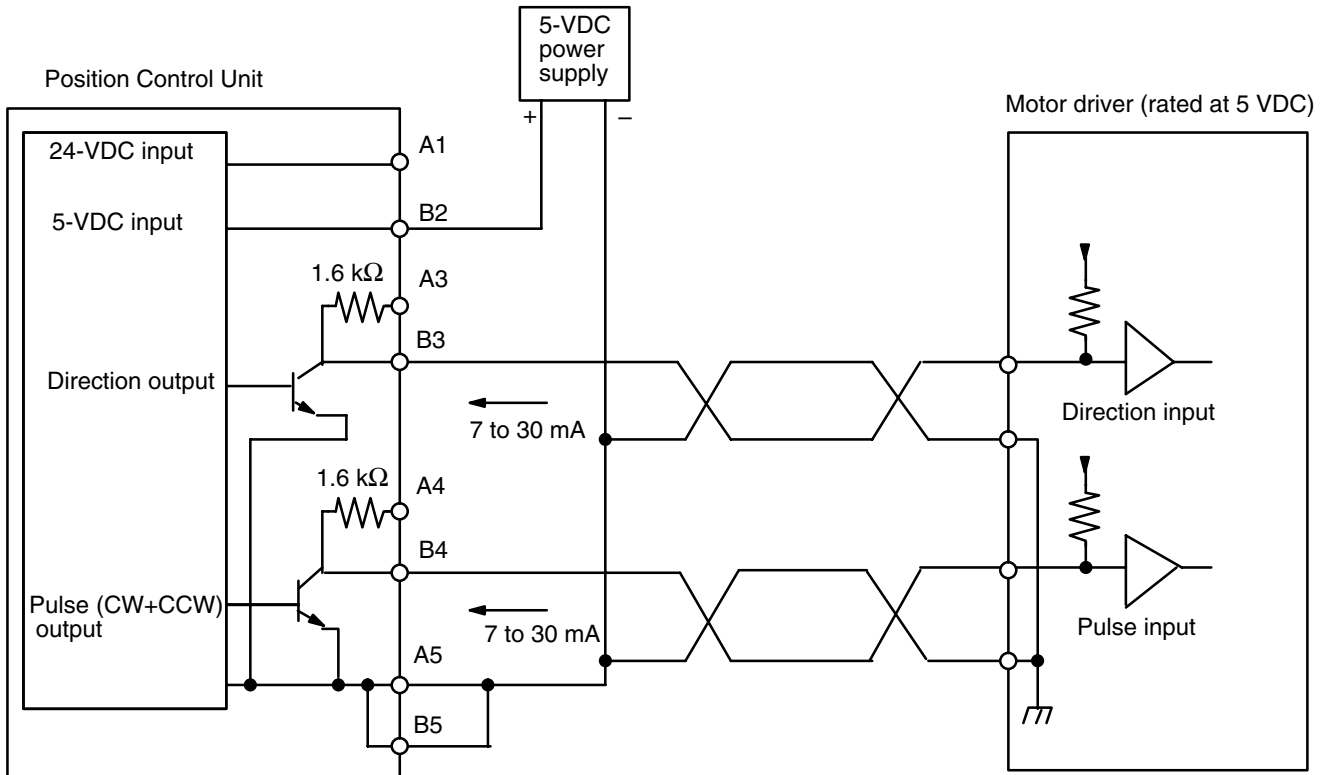 5-VDC
power
supply
+
–
Position Control Unit
Motor driver (rated at 5 VDC)
24-VDC input
A1
5-VDC input
B2
1.6 kΩ
A3
B3
Direction output
7 to 30 mA
Direction input
1.6 kΩ
A4
B4
Pulse (CW+CCW)
output
7 to 30 mA
Pulse input
A5
B5